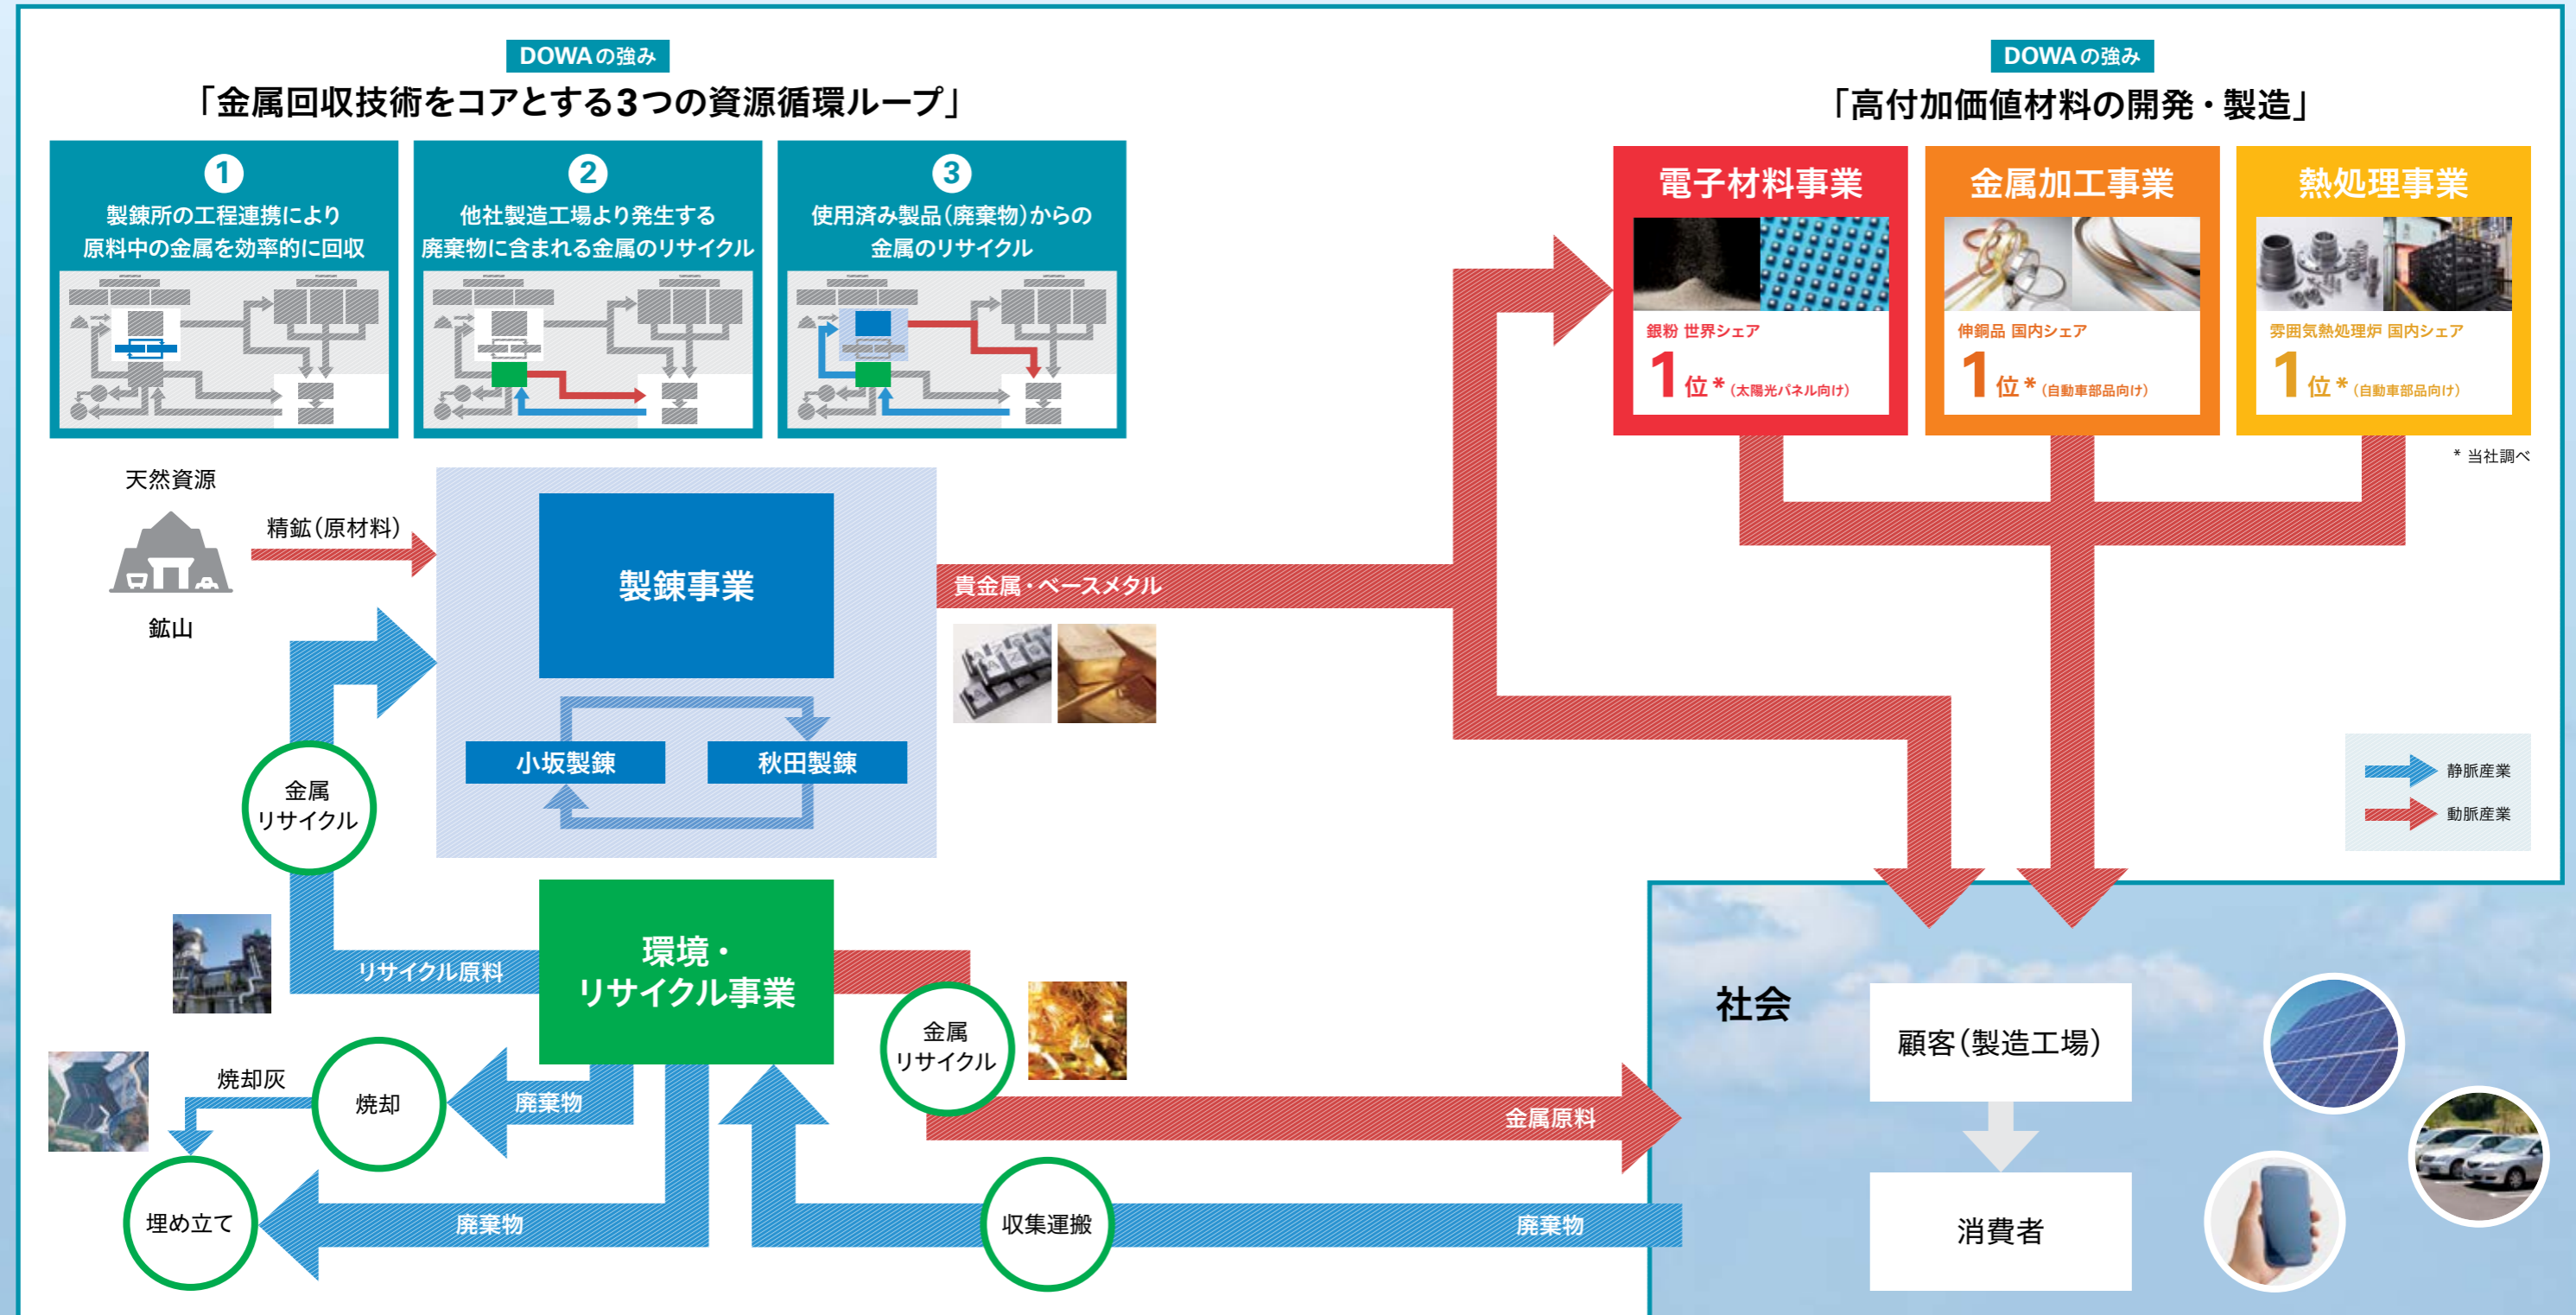 DOWAの強み
「金属回収技術をコアとする3つの資源循環ループ」
1
製錬所の工程連携により
原料中の金属を効率的に回収
2
他社製造工場より発生する
廃棄物に含まれる金属のリサイクル
3
使用済み製品(廃棄物)からの
金属のリサイクル
DOWAの強み
「高付加価値材料の開発・製造」
電子材料事業
銀粉 世界シェア
1位*(太陽光パネル向け)
金属加工事業
伸銅品 国内シェア
1位*(自動車部品向け)
熱処理事業
雰囲気熱処理炉 国内シェア
1位*(自動車部品向け)
* 当社調べ
天然資源
鉱山
精鉱(原材料)
製錬事業
小坂製錬
秋田製錬
貴金属・ベースメタル
金属
リサイクル
リサイクル原料
環境・
リサイクル事業
金属
リサイクル
金属原料
焼却灰
焼却
廃棄物
埋め立て
廃棄物
収集運搬
廃棄物
静脈産業
動脈産業
社会
顧客(製造工場)
消費者